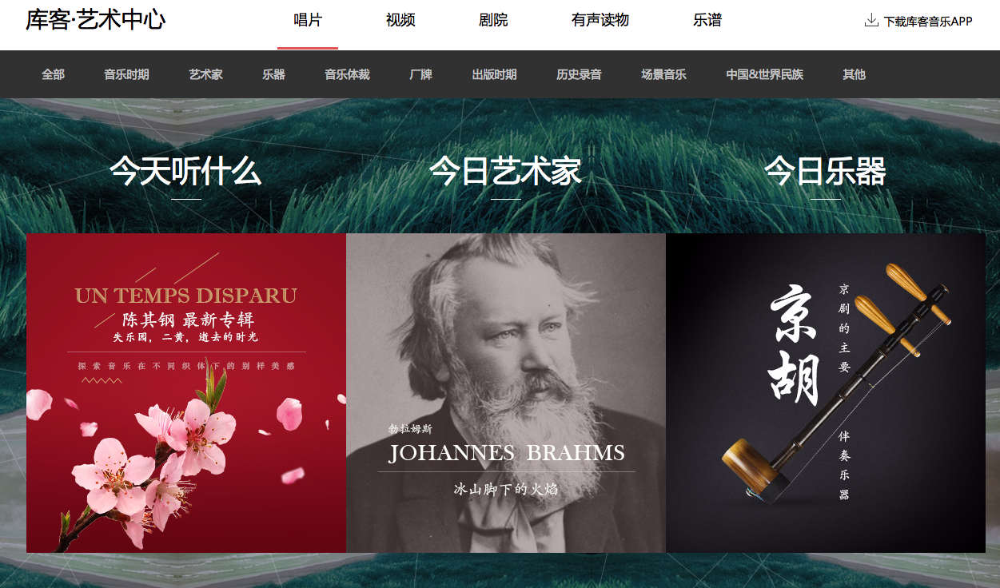 库客·艺术中心
唱片
视频
剧院
有声读物
乐谱
下载库客音乐APP
全部
音乐时期
艺术家
乐器
音乐体裁
厂牌
出版时期
历史录音
场景音乐
中国&世界民族
其他
今天听什么
今日艺术家
今日乐器
UN TEMPS DISPARU
陈其钢 最新专辑
失乐园，二黄，逝去的时光
探索音乐在不同织体下的别样美感
勃拉姆斯
JOHANNES BRAHMS
冰山脚下的火焰
京胡
京剧的主要
伴奏乐器